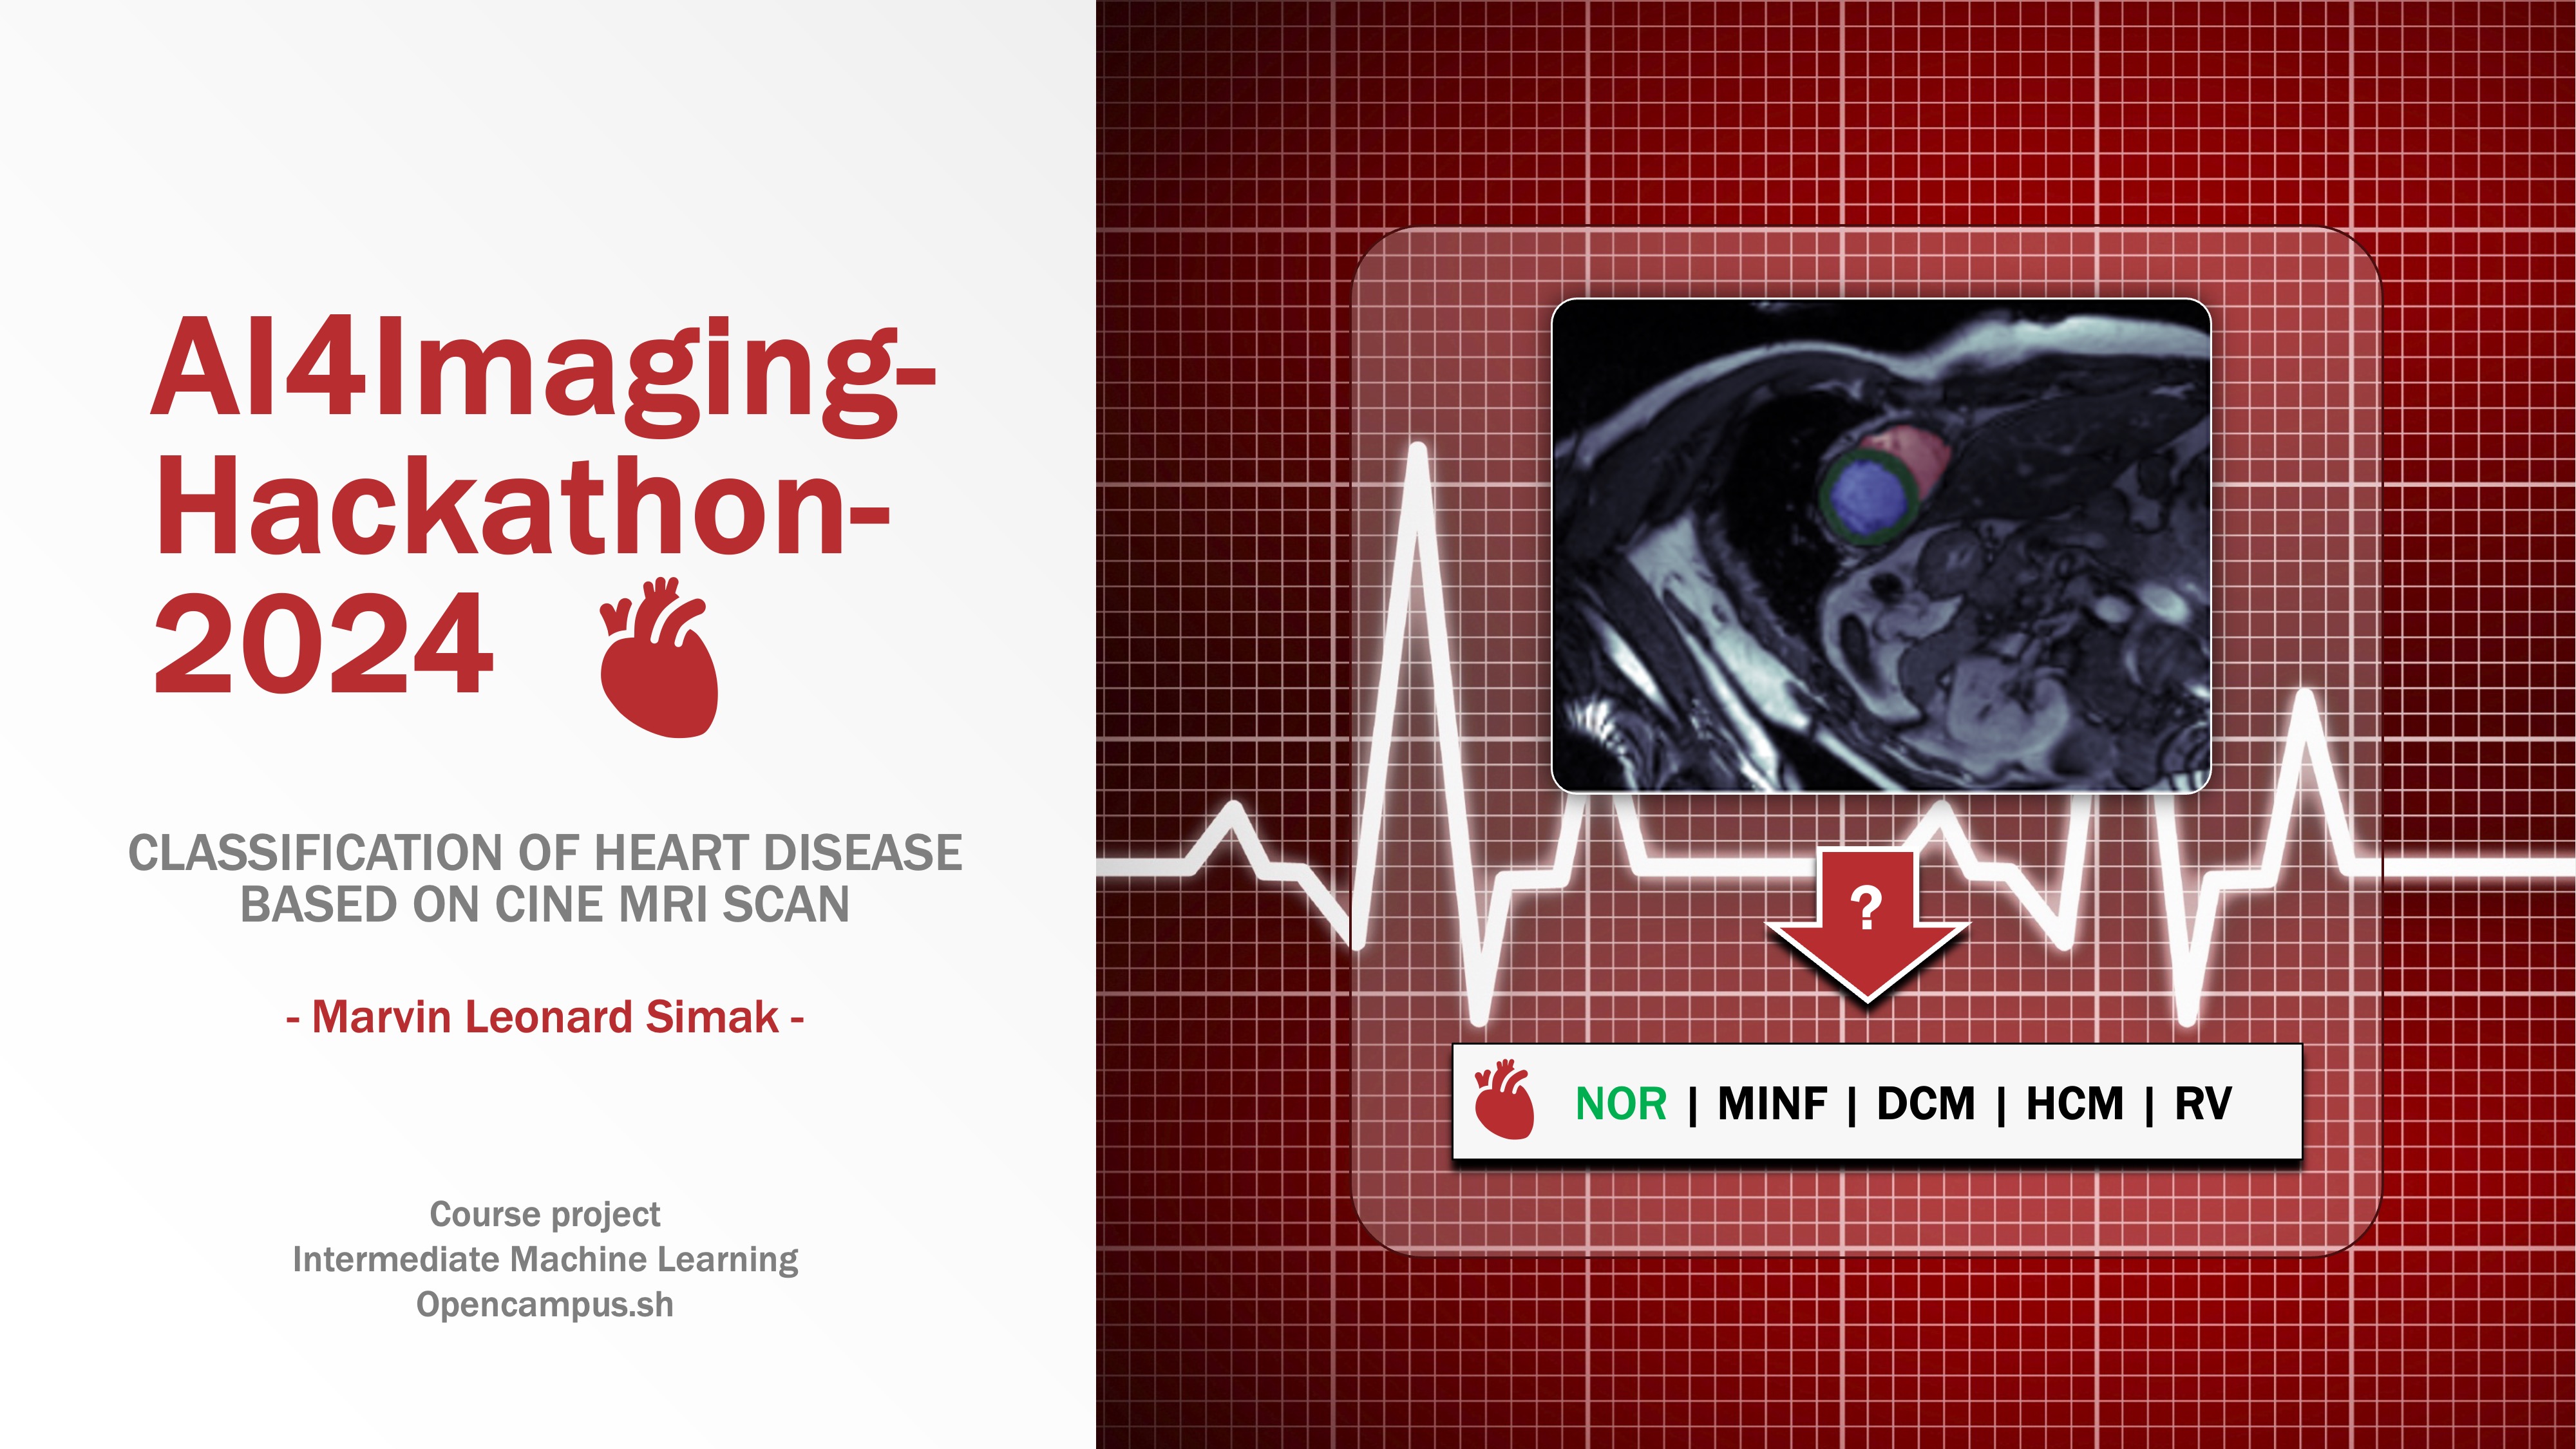 AI4Imaging-
Hackathon-
2024
CLASSIFICATION OF HEART DISEASE
BASED ON CINE MRI SCAN
- Marvin Leonard Simak -
Course project
Intermediate Machine Learning
Opencampus.sh
?
NOR | MINF | DCM | HCM | RV